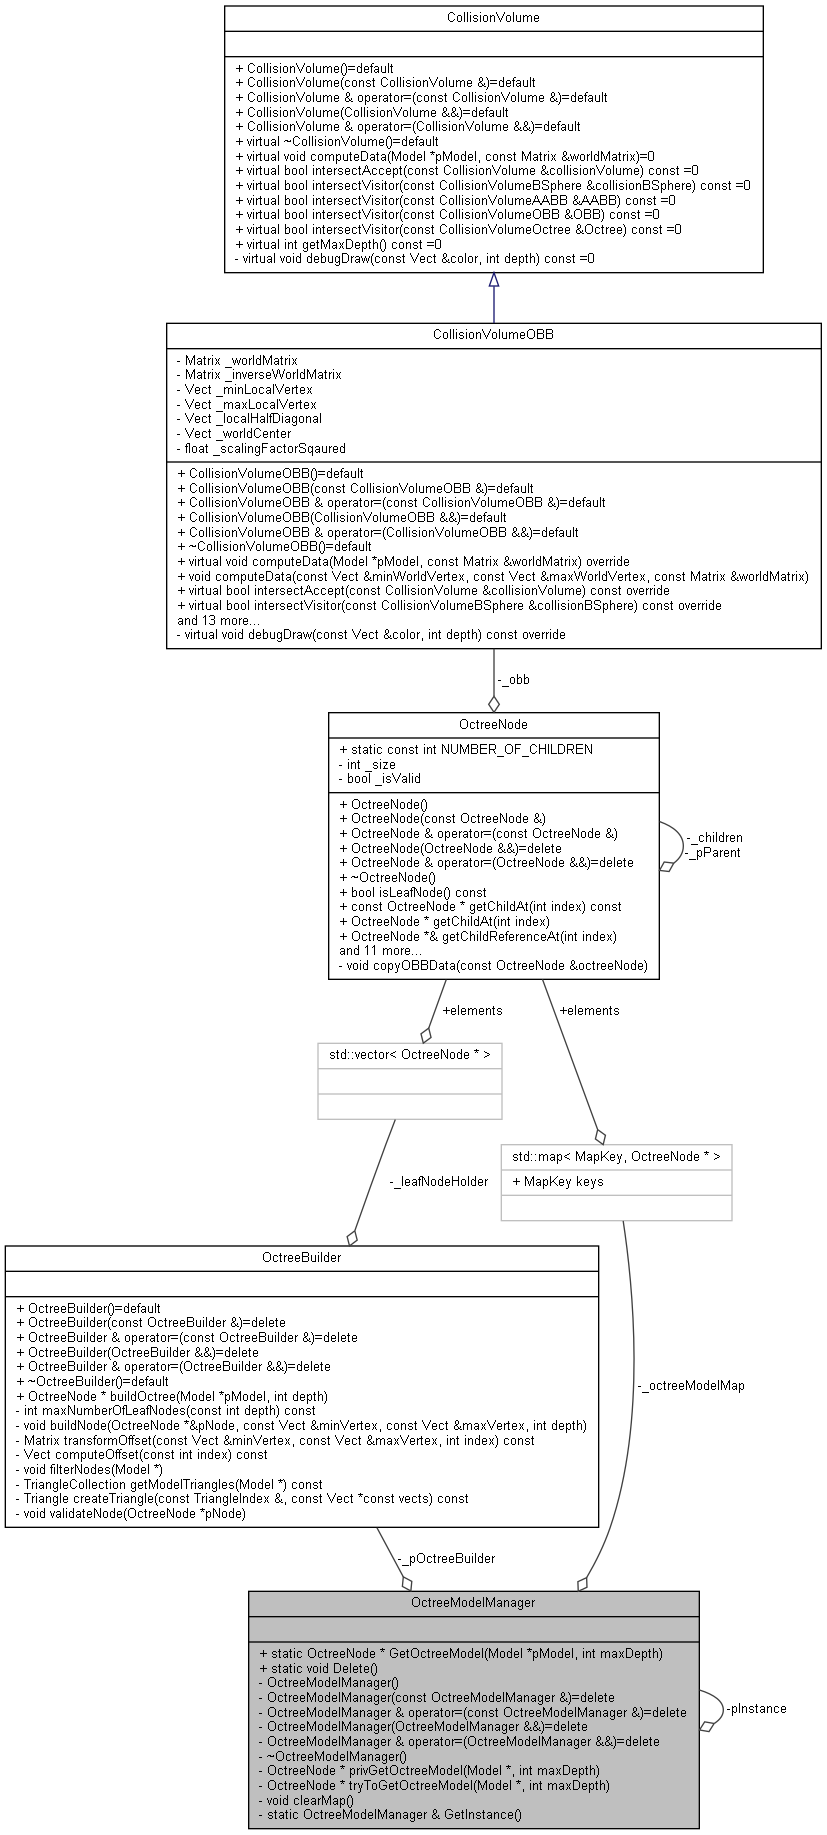 CollisionVolume
+ CollisionVolume()=default
+ CollisionVolume(const CollisionVolume &)=default
+ CollisionVolume & operator=(const CollisionVolume &)=default
+ CollisionVolume(CollisionVolume &&)=default
+ CollisionVolume & operator=(CollisionVolume &&)=default
+ virtual ~CollisionVolume()=default
+ virtual void computeData(Model *pModel, const Matrix &worldMatrix)=0
+ virtual bool intersectAccept(const CollisionVolume &collisionVolume) const =0
+ virtual bool intersectVisitor(const CollisionVolumeBSphere &collisionBSphere) const =0
+ virtual bool intersectVisitor(const CollisionVolumeAABB &AABB) const =0
+ virtual bool intersectVisitor(const CollisionVolumeOBB &OBB) const =0
+ virtual bool intersectVisitor(const CollisionVolumeOctree &Octree) const =0
+ virtual int getMaxDepth() const =0
- virtual void debugDraw(const Vect &color, int depth) const =0
CollisionVolumeOBB
- Matrix _worldMatrix
- Matrix _inverseWorldMatrix
- Vect _minLocalVertex
- Vect _maxLocalVertex
- Vect _localHalfDiagonal
- Vect _worldCenter
- float _scalingFactorSqaured
+ CollisionVolumeOBB()=default
+ CollisionVolumeOBB(const CollisionVolumeOBB &)=default
+ CollisionVolumeOBB & operator=(const CollisionVolumeOBB &)=default
+ CollisionVolumeOBB(CollisionVolumeOBB &&)=default
+ CollisionVolumeOBB & operator=(CollisionVolumeOBB &&)=default
+ ~CollisionVolumeOBB()=default
+ virtual void computeData(Model *pModel, const Matrix &worldMatrix) override
+ void computeData(const Vect &minWorldVertex, const Vect &maxWorldVertex, const Matrix &worldMatrix)
+ virtual bool intersectAccept(const CollisionVolume &collisionVolume) const override
+ virtual bool intersectVisitor(const CollisionVolumeBSphere &collisionBSphere) const override
and 13 more...
- virtual void debugDraw(const Vect &color, int depth) const override
-_obb
OctreeNode
+ static const int NUMBER_OF_CHILDREN
- int _size
- bool _isValid
+ OctreeNode()
+ OctreeNode(const OctreeNode &)
+ OctreeNode & operator=(const OctreeNode &)
+ OctreeNode(OctreeNode &&)=delete
+ OctreeNode & operator=(OctreeNode &&)=delete
+ ~OctreeNode()
+ bool isLeafNode() const
+ const OctreeNode * getChildAt(int index) const
+ OctreeNode * getChildAt(int index)
+ OctreeNode *& getChildReferenceAt(int index)
and 11 more...
- void copyOBBData(const OctreeNode &octreeNode)
-_children
-_pParent
+elements
+elements
std::vector< OctreeNode * >
std::map< MapKey, OctreeNode * >
+ MapKey keys
-_leafNodeHolder
OctreeBuilder
+ OctreeBuilder()=default
+ OctreeBuilder(const OctreeBuilder &)=delete
+ OctreeBuilder & operator=(const OctreeBuilder &)=delete
+ OctreeBuilder(OctreeBuilder &&)=delete
+ OctreeBuilder & operator=(OctreeBuilder &&)=delete
+ ~OctreeBuilder()=default
+ OctreeNode * buildOctree(Model *pModel, int depth)
- int maxNumberOfLeafNodes(const int depth) const
- void buildNode(OctreeNode *&pNode, const Vect &minVertex, const Vect &maxVertex, int depth)
- Matrix transformOffset(const Vect &minVertex, const Vect &maxVertex, int index) const
- Vect computeOffset(const int index) const
- void filterNodes(Model *)
- TriangleCollection getModelTriangles(Model *) const
- Triangle createTriangle(const TriangleIndex &, const Vect *const vects) const
- void validateNode(OctreeNode *pNode)
-_octreeModelMap
-_pOctreeBuilder
OctreeModelManager
+ static OctreeNode * GetOctreeModel(Model *pModel, int maxDepth)
+ static void Delete()
- OctreeModelManager()
- OctreeModelManager(const OctreeModelManager &)=delete
- OctreeModelManager & operator=(const OctreeModelManager &)=delete
- OctreeModelManager(OctreeModelManager &&)=delete
- OctreeModelManager & operator=(OctreeModelManager &&)=delete
- ~OctreeModelManager()
- OctreeNode * privGetOctreeModel(Model *, int maxDepth)
- OctreeNode * tryToGetOctreeModel(Model *, int maxDepth)
- void clearMap()
- static OctreeModelManager & GetInstance()
-pInstance